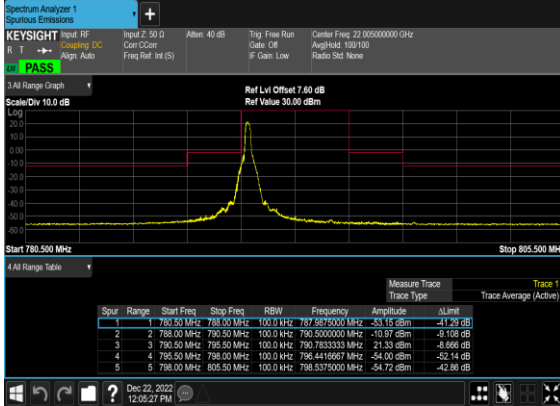 Spectrum Analyzer 1
Spurious Emissions
+
KEYSIGHT Input: RF Input Z: 50 Ω Atten: 40 dB Trig: Free Run Center Freq: 22.005000000 GHz
R T Coupling: DC Corr CCorr Gate: Off Avg|Hold: 100/100
Align: Auto Freq Ref: Int (S) IF Gain: Low Radio Std: None
LXI PASS
3 All Range Graph
Ref Lvl Offset 7.60 dB
Scale/Div 10.0 dB Ref Value 30.00 dBm
Log
20.0
10.0
0.00
-10.0
-20.0
-30.0
-40.0
-50.0
-60.0
Start 780.500 MHz Stop 805.500 MH
4 All Range Table
Measure Trace Trace 1
Trace Type Trace Average (Active)
Spur Range Start Freq Stop Freq RBW Frequency Amplitude ΔLimit
1 1 780.50 MHz 788.00 MHz 100.0 kHz 787.9875000 MHz -53.15 dBm -41.29 dB
2 2 788.00 MHz 790.50 MHz 100.0 kHz 790.5000000 MHz -10.97 dBm -9.108 dB
3 3 790.50 MHz 795.50 MHz 100.0 kHz 790.7833333 MHz 21.33 dBm -8.666 dB
4 4 795.50 MHz 798.00 MHz 100.0 kHz 796.4416667 MHz -54.00 dBm -52.14 dB
5 5 798.00 MHz 805.50 MHz 100.0 kHz 798.5375000 MHz -54.72 dBm -42.86 dB
? Dec 22, 2022
12:05:27 PM